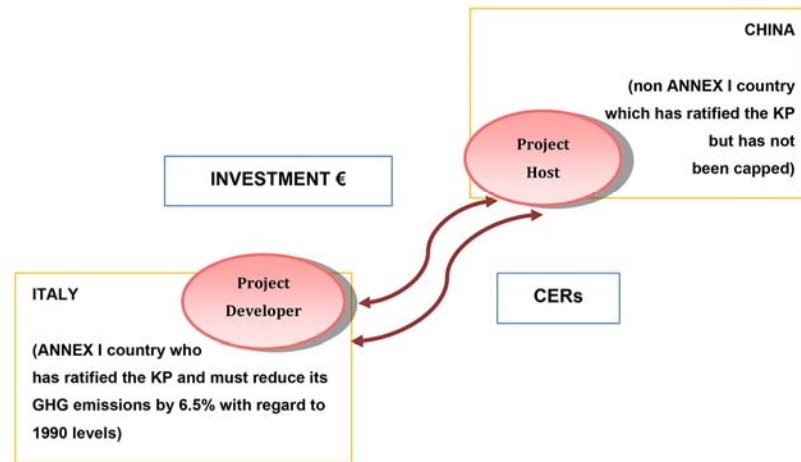 CHINA
(non ANNEX I country
which has ratified the KP
but has not
been capped)
Project
Host
INVESTMENT €
CERs
Project
Developer
ITALY
(ANNEX I country who
has ratified the KP and must reduce its
GHG emissions by 6.5% with regard to
1990 levels)